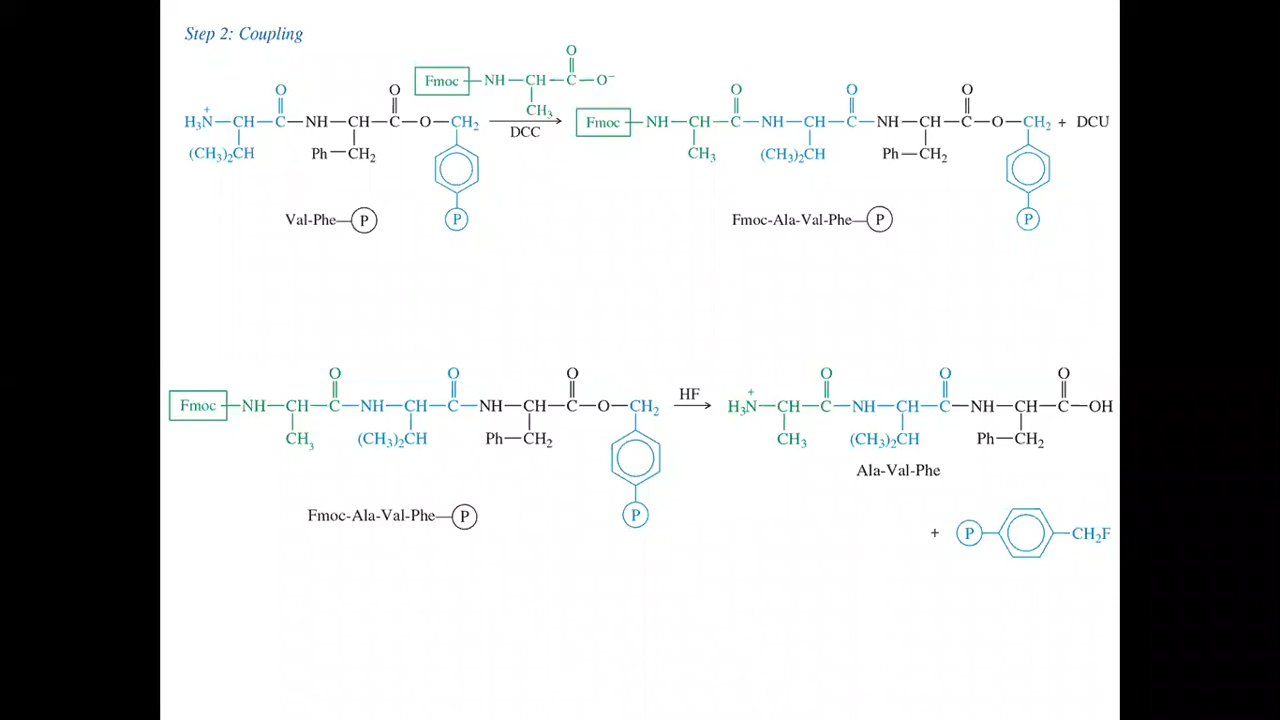 Step 2: Coupling
Fmoc—NH—CH—C—O⁻
O
CH₃
DCC
H₃N⁺—CH—C—NH—CH—C—O—CH₂
O O
(CH₃)₂CH Ph—CH₂
P
Val-Phe—P
Fmoc—NH—CH—C—NH—CH—C—NH—CH—C—O—CH₂ + DCU
O O O
CH₃ (CH₃)₂CH Ph—CH₂
P
Fmoc-Ala-Val-Phe—P
Fmoc—NH—CH—C—NH—CH—C—NH—CH—C—O—CH₂
O O O
CH₃ (CH₃)₂CH Ph—CH₂
P
Fmoc-Ala-Val-Phe—P
HF
H₃N⁺—CH—C—NH—CH—C—NH—CH—C—OH
O O O
CH₃ (CH₃)₂CH Ph—CH₂
Ala-Val-Phe
+ P—CH₂F